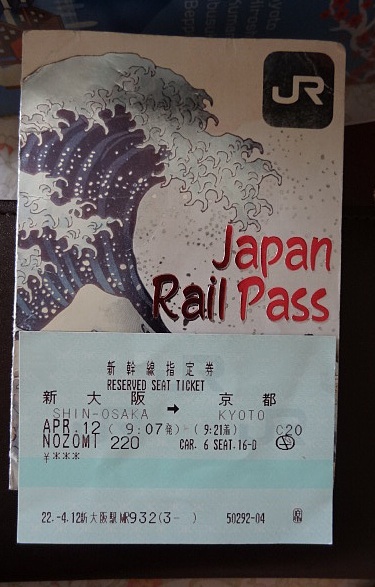 JR
Japan
Rail Pass
新幹線指定券
RESERVED SEAT TICKET
新大阪 → 京都
SHIN-OSAKA KYOTO
APR.12 ( 9:07発) - ( 9:21着) C20
NOZOMI 220 CAR. 6 SEAT.16-D
¥***
22.-4.12新大阪駅MR932(3- ) 50292-04